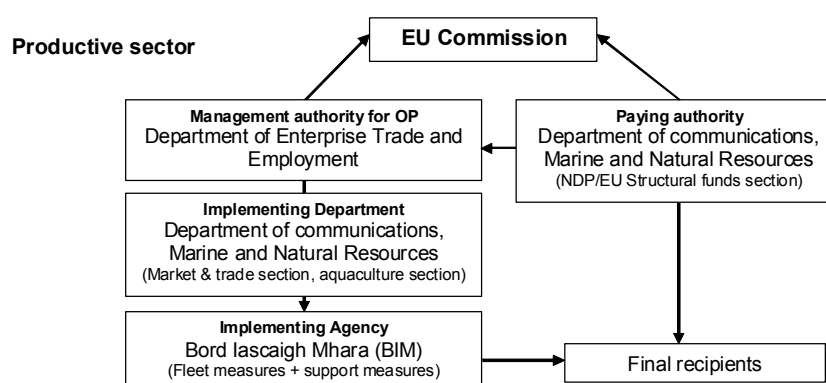 Productive sector
EU Commission
Management authority for OP
Department of Enterprise Trade and
Employment
Paying authority
Department of communications,
Marine and Natural Resources
(NDP/EU Structural funds section)
Implementing Department
Department of communications,
Marine and Natural Resources
(Market & trade section, aquaculture section)
Implementing Agency
Bord Iascaigh Mhara (BIM)
(Fleet measures + support measures)
Final recipients